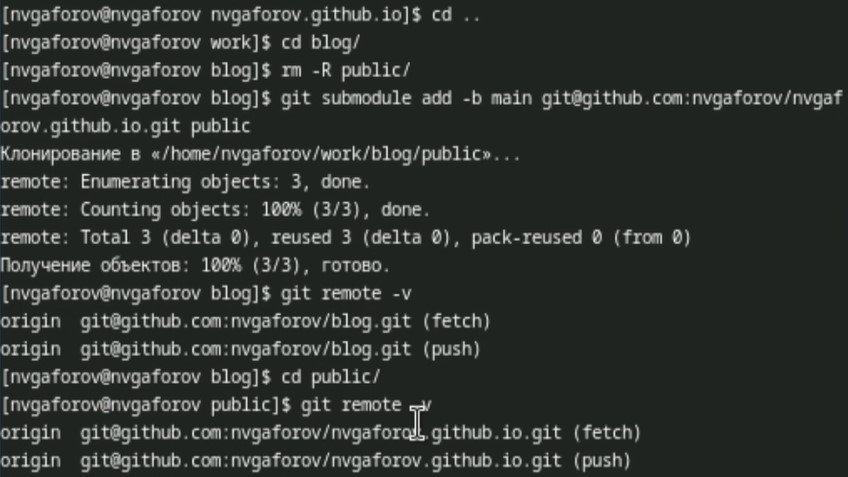 [nvgaforov@nvgaforov nvgaforov.github.io]$ cd ..
[nvgaforov@nvgaforov work]$ cd blog/
[nvgaforov@nvgaforov blog]$ rm -R public/
[nvgaforov@nvgaforov blog]$ git submodule add -b main git@github.com:nvgaforov/nvgaf
orov.github.io.git public
Клонирование в «/home/nvgaforov/work/blog/public»...
remote: Enumerating objects: 3, done.
remote: Counting objects: 100% (3/3), done.
remote: Total 3 (delta 0), reused 3 (delta 0), pack-reused 0 (from 0)
Получение объектов: 100% (3/3), готово.
[nvgaforov@nvgaforov blog]$ git remote -v
origin  git@github.com:nvgaforov/blog.git (fetch)
origin  git@github.com:nvgaforov/blog.git (push)
[nvgaforov@nvgaforov blog]$ cd public/
[nvgaforov@nvgaforov public]$ git remote -v
origin  git@github.com:nvgaforov/nvgaforov.github.io.git (fetch)
origin  git@github.com:nvgaforov/nvgaforov.github.io.git (push)